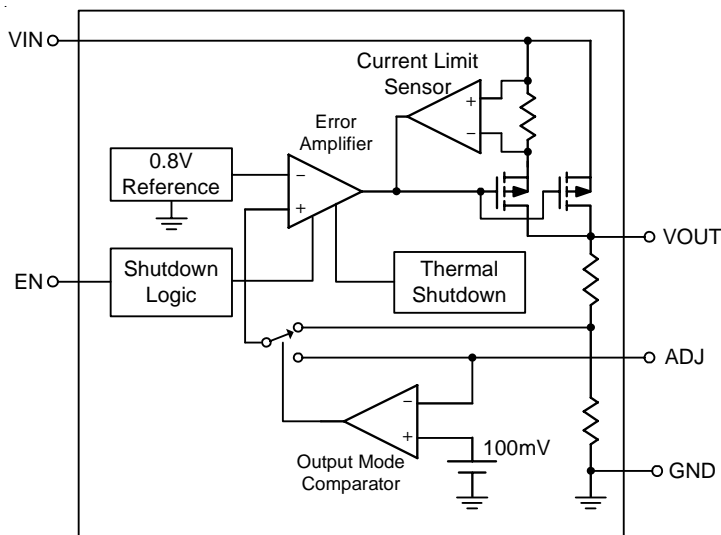 VIN
Current Limit
Sensor
+
−
Error
Amplifier
0.8V
Reference
−
+
VOUT
EN
Shutdown
Logic
Thermal
Shutdown
ADJ
−
+
100mV
Output Mode
Comparator
GND